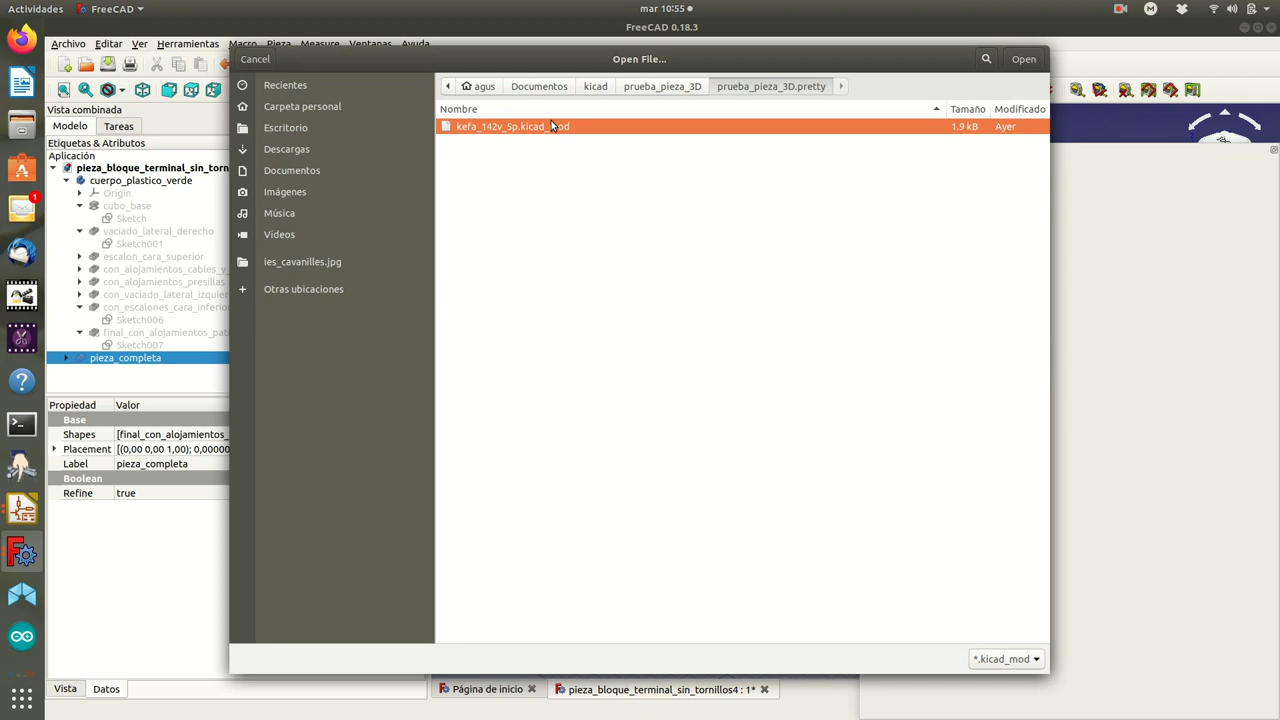 Actividades
FreeCAD
mar 10:55
FreeCAD 0.18.3
Archivo Editar Ver Herramientas Macro Pieza Measure Ventanas Ayuda
Cancel
Open File...
Open
Recientes
Carpeta personal
Escritorio
Descargas
Documentos
Imágenes
Música
Vídeos
ies_cavanilles.jpg
Otras ubicaciones
agus Documentos kicad prueba_pieza_3D prueba_pieza_3D.pretty
Nombre Tamaño Modificado
kefa_142v_5p.kicad_mod 1.9 kB Ayer
*.kicad_mod
Vista combinada
Modelo Tareas
Etiquetas & Atributos
Aplicación
pieza_bloque_terminal_sin_torn
cuerpo_plastico_verde
Origin
cubo_base
Sketch
vaciado_lateral_derecho
Sketch001
escalon_cara_superior
con_alojamientos_cables_y_
con_alojamientos_presillas
con_vaciado_lateral_izquier
con_escalones_cara_inferio
Sketch006
final_con_alojamientos_pat
Sketch007
pieza_completa
Propiedad Valor
Base
Shapes [final_con_alojamientos_
Placement [(0,00 0,00 1,00); 0,00000
Label pieza_completa
Boolean
Refine true
Vista Datos
Página de inicio
pieza_bloque_terminal_sin_tornillos4 : 1*
1